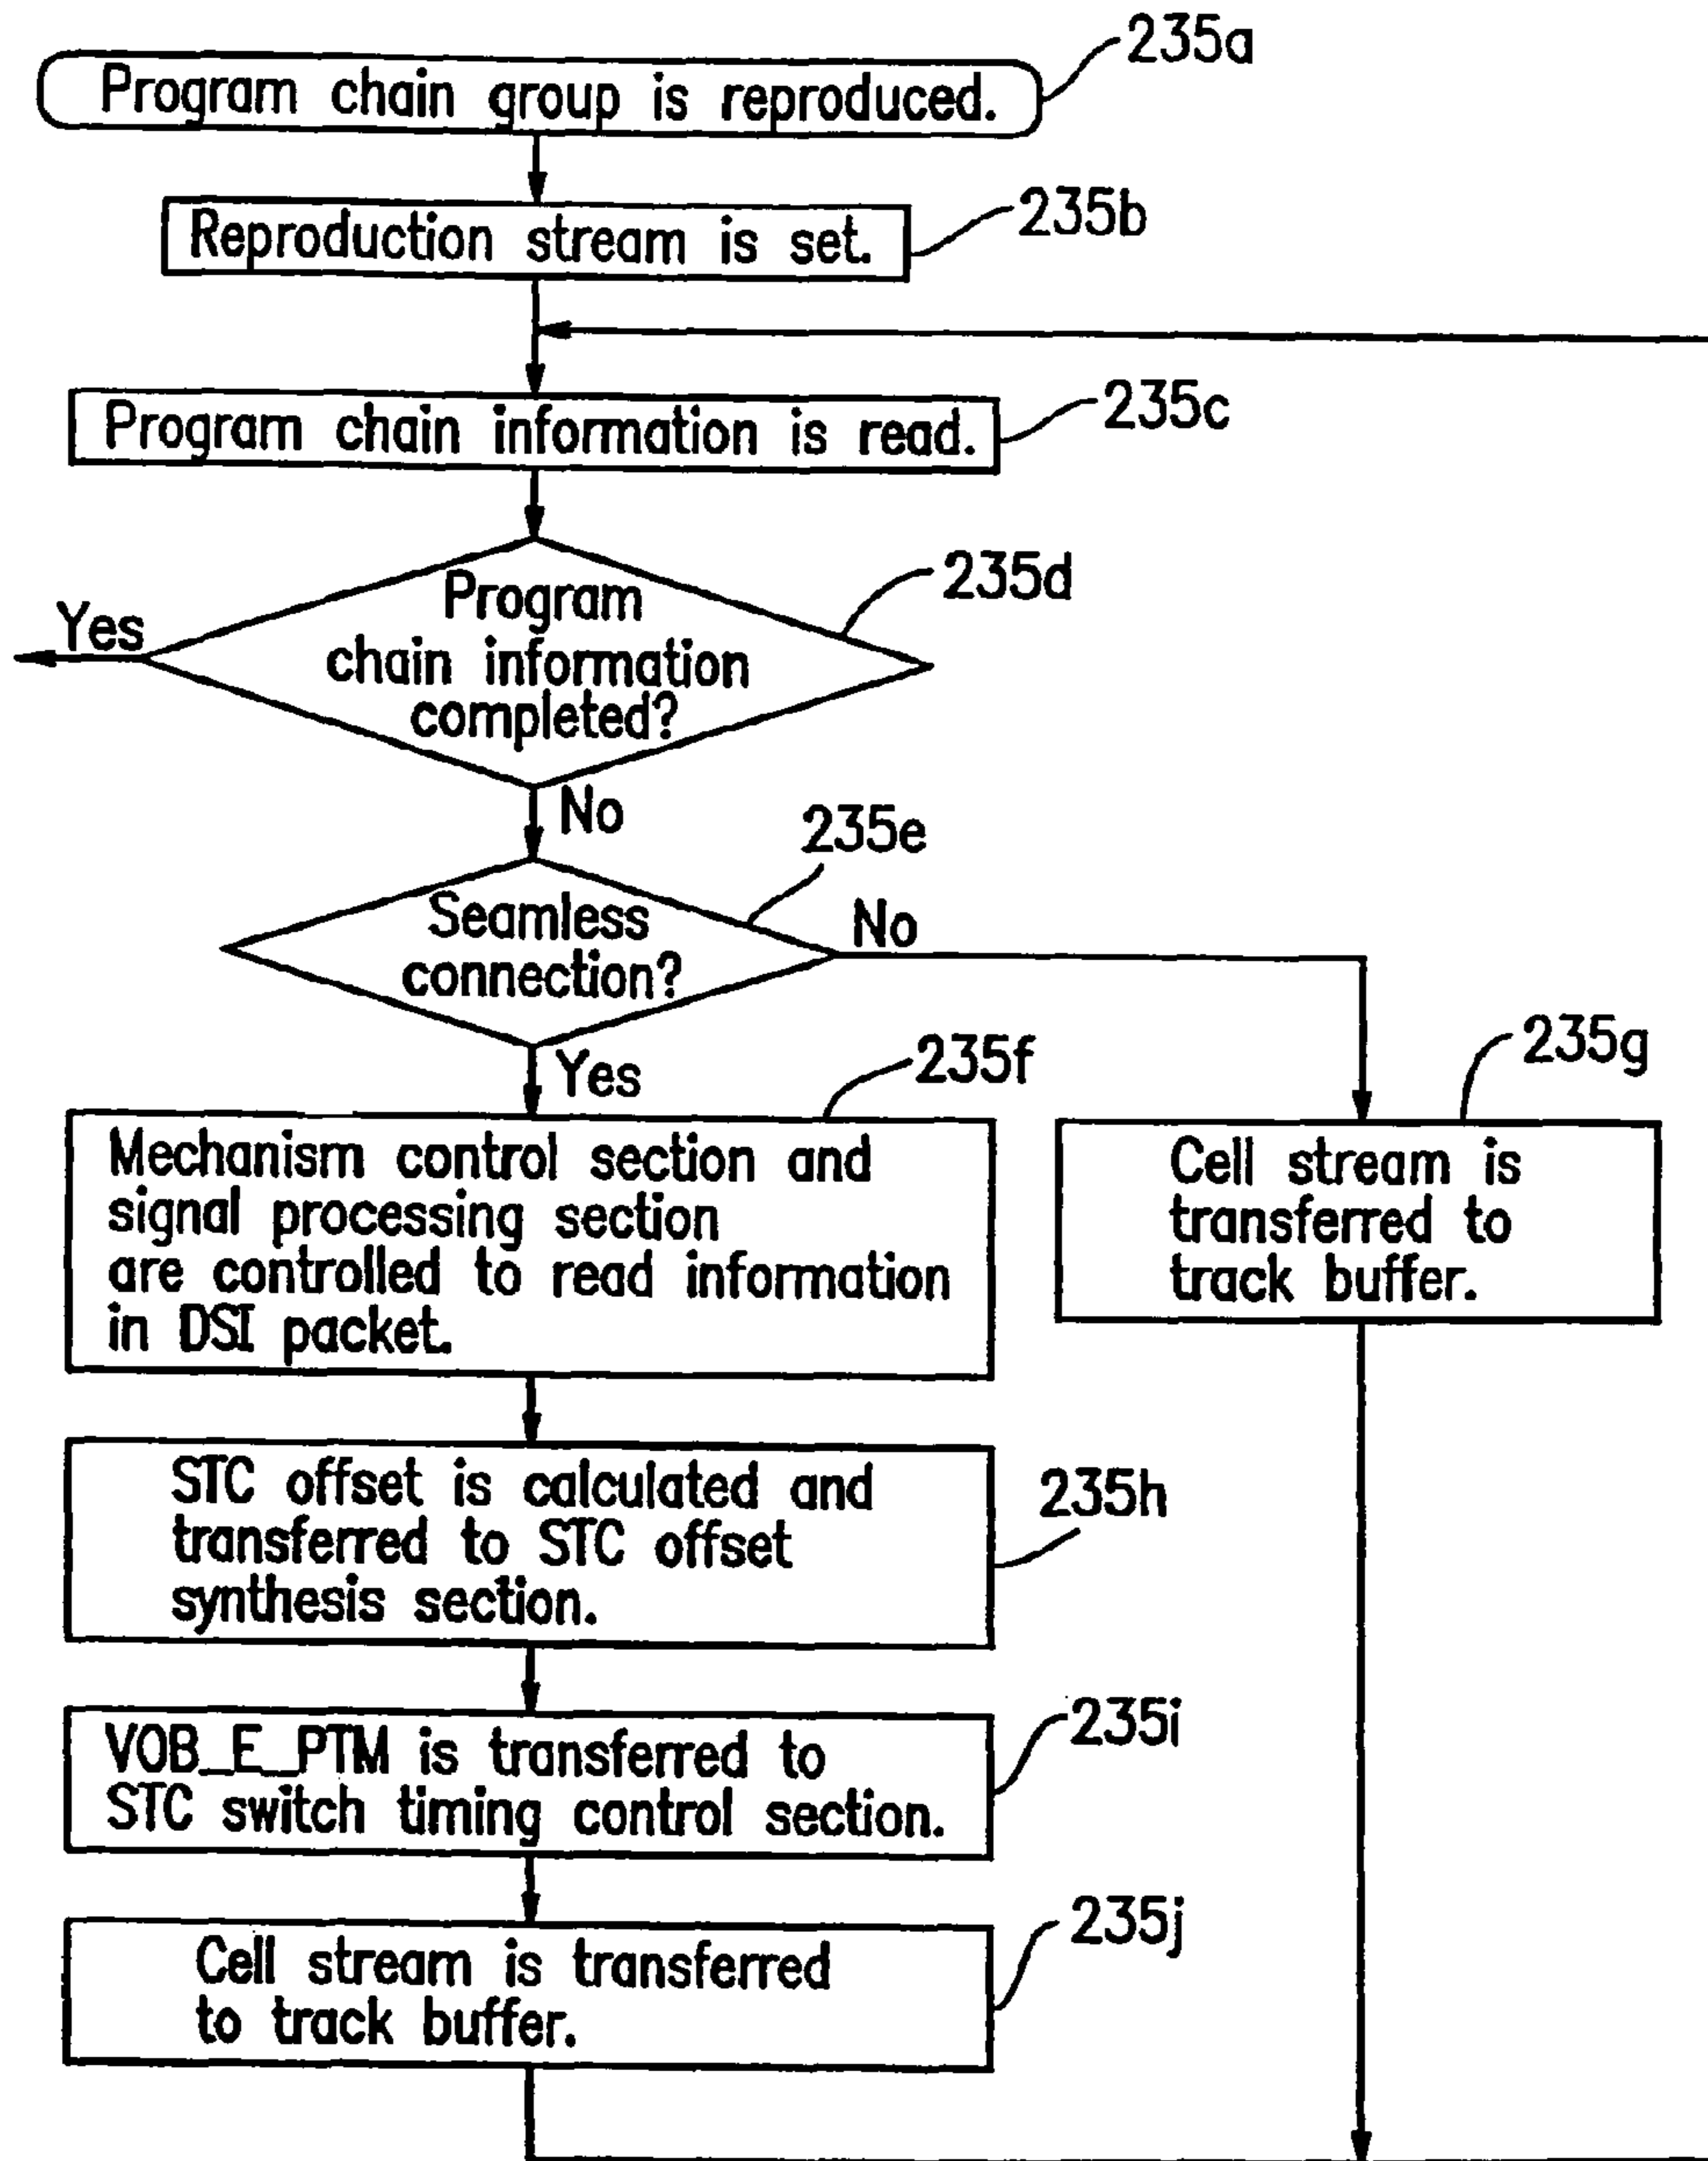 235a
Program chain group is reproduced.
235b
Reproduction stream is set.
235c
Program chain information is read.
235d
Program
chain information
completed?
Yes
No
235e
Seamless
connection?
No
Yes
235f
Mechanism control section and
signal processing section
are controlled to read information
in DSI packet.
235g
Cell stream is
transferred to
track buffer.
235h
STC offset is calculated and
transferred to STC offset
synthesis section.
235i
VOB_E_PTM is transferred to
STC switch timing control section.
235j
Cell stream is transferred
to track buffer.